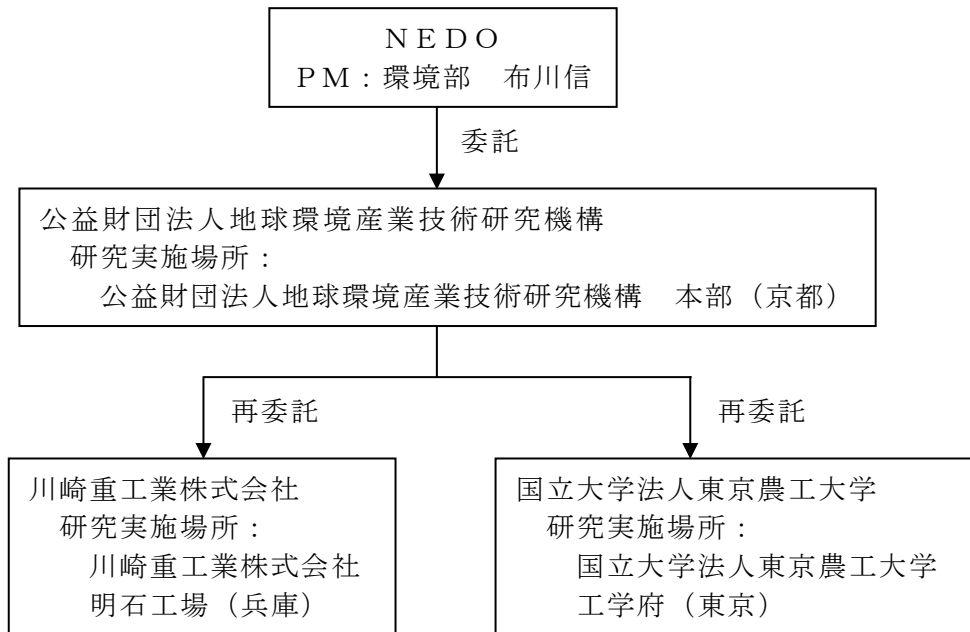 ＮＥＤＯ
ＰＭ：環境部　布川信
委託
公益財団法人地球環境産業技術研究機構
研究実施場所：
公益財団法人地球環境産業技術研究機構　本部（京都）
再委託
再委託
川崎重工業株式会社
研究実施場所：
川崎重工業株式会社
明石工場（兵庫）
国立大学法人東京農工大学
研究実施場所：
国立大学法人東京農工大学
工学府（東京）